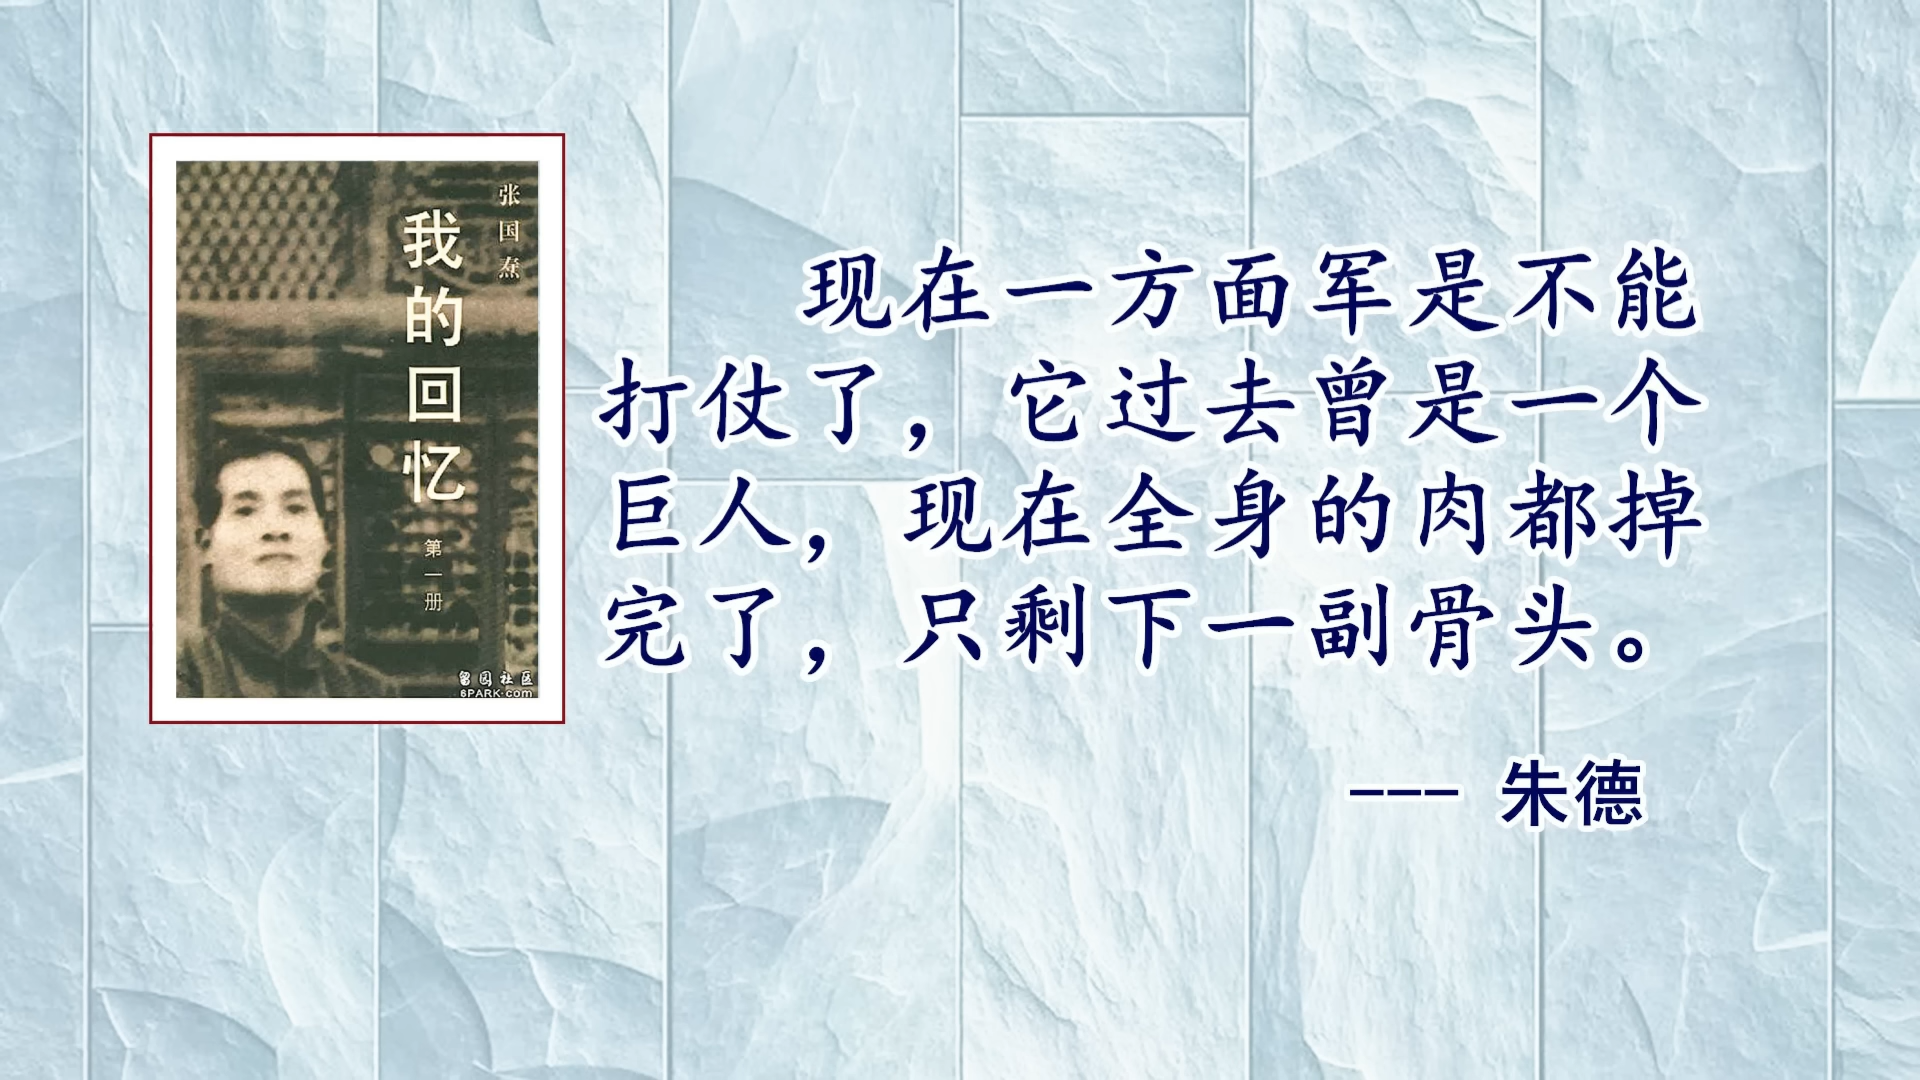 张国焘
我的回忆
第一册
留园社区
6PARK.com
现在一方面军是不能
打仗了，它过去曾是一个
巨人，现在全身的肉都掉
完了，只剩下一副骨头。
--- 朱德